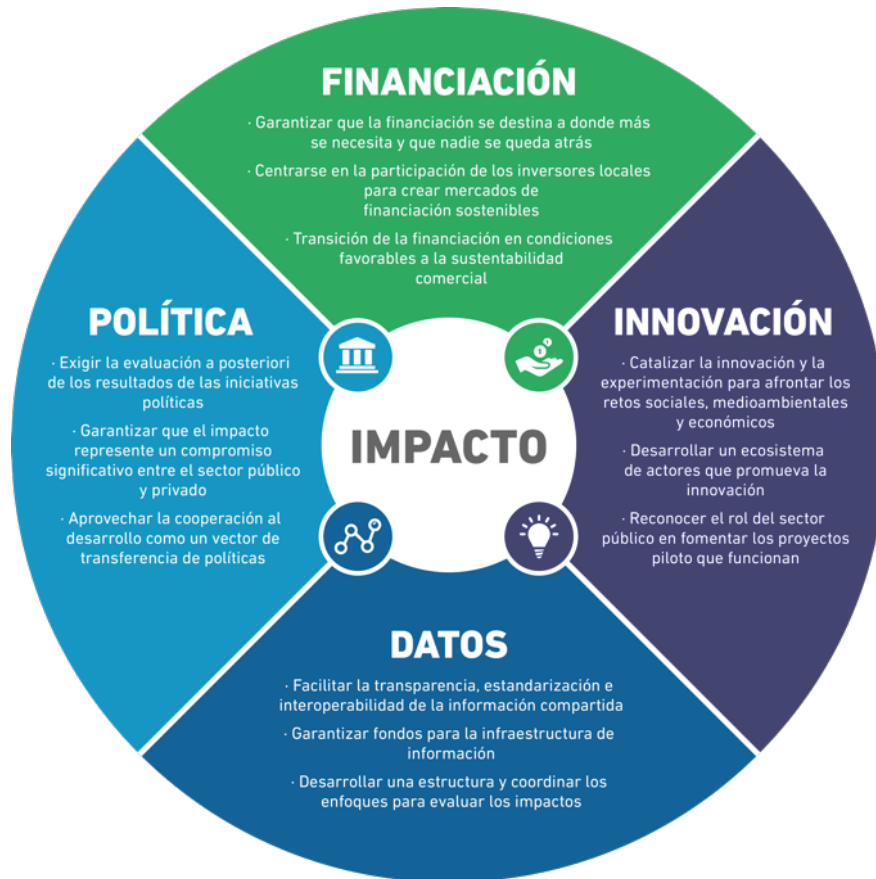 FINANCIACIÓN
· Garantizar que la financiación se destina a donde más
se necesita y que nadie se queda atrás
· Centrarse en la participación de los inversores locales
para crear mercados de
financiación sostenibles
· Transición de la financiación en condiciones
favorables a la sustentabilidad
comercial
POLÍTICA
· Exigir la evaluación a posteriori
de los resultados de las iniciativas
políticas
· Garantizar que el impacto
represente un compromiso
significativo entre el sector público
y privado
· Aprovechar la cooperación al
desarrollo como un vector de
transferencia de políticas
IMPACTO
INNOVACIÓN
· Catalizar la innovación y la
experimentación para afrontar los
retos sociales, medioambientales
y económicos
· Desarrollar un ecosistema
de actores que promueva la
innovación
· Reconocer el rol del sector
público en fomentar los proyectos
piloto que funcionan
DATOS
· Facilitar la transparencia, estandarización e
interoperabilidad de la información compartida
· Garantizar fondos para la infraestructura de
información
· Desarrollar una estructura y coordinar los
enfoques para evaluar los impactos